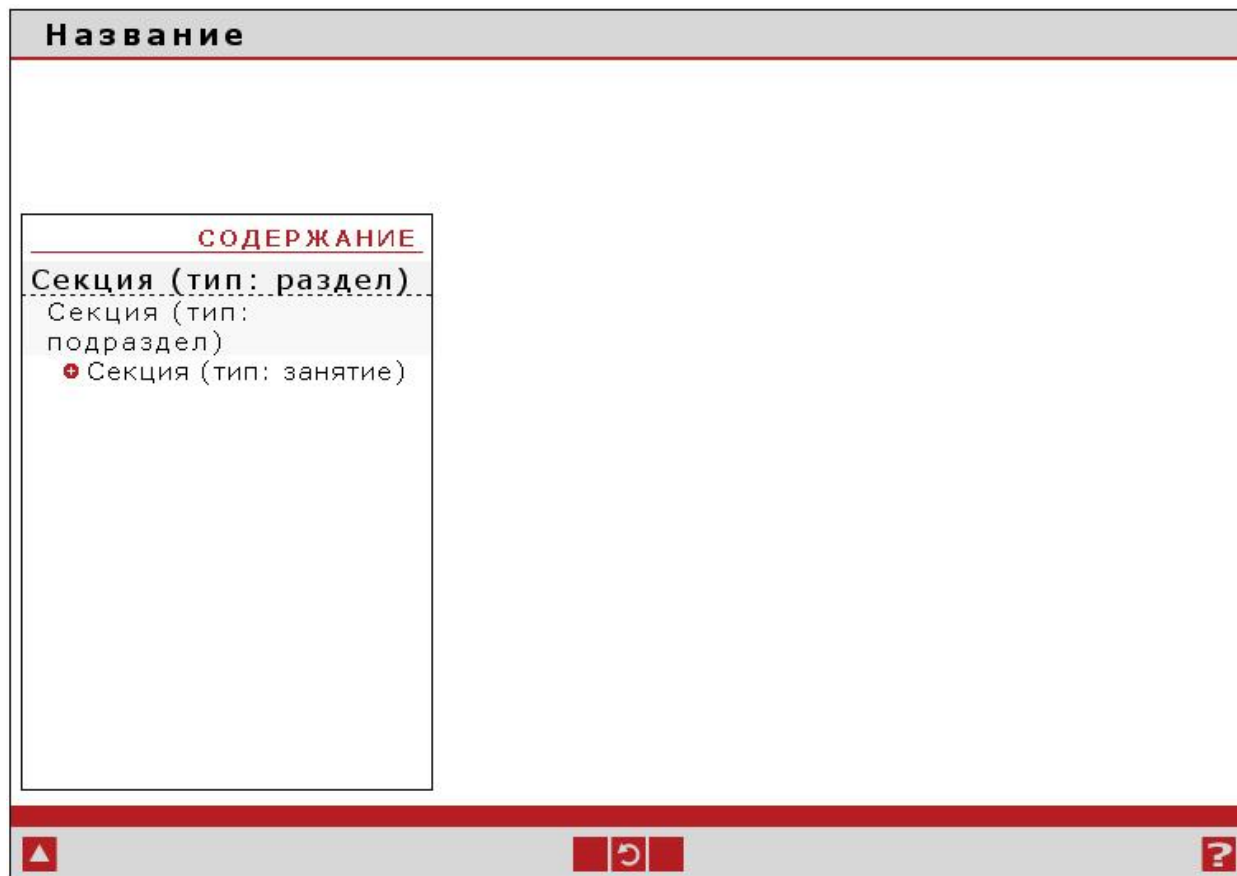 Название
СОДЕРЖАНИЕ
Секция (тип: раздел)
Секция (тип:
подраздел)
Секция (тип: занятие)
?